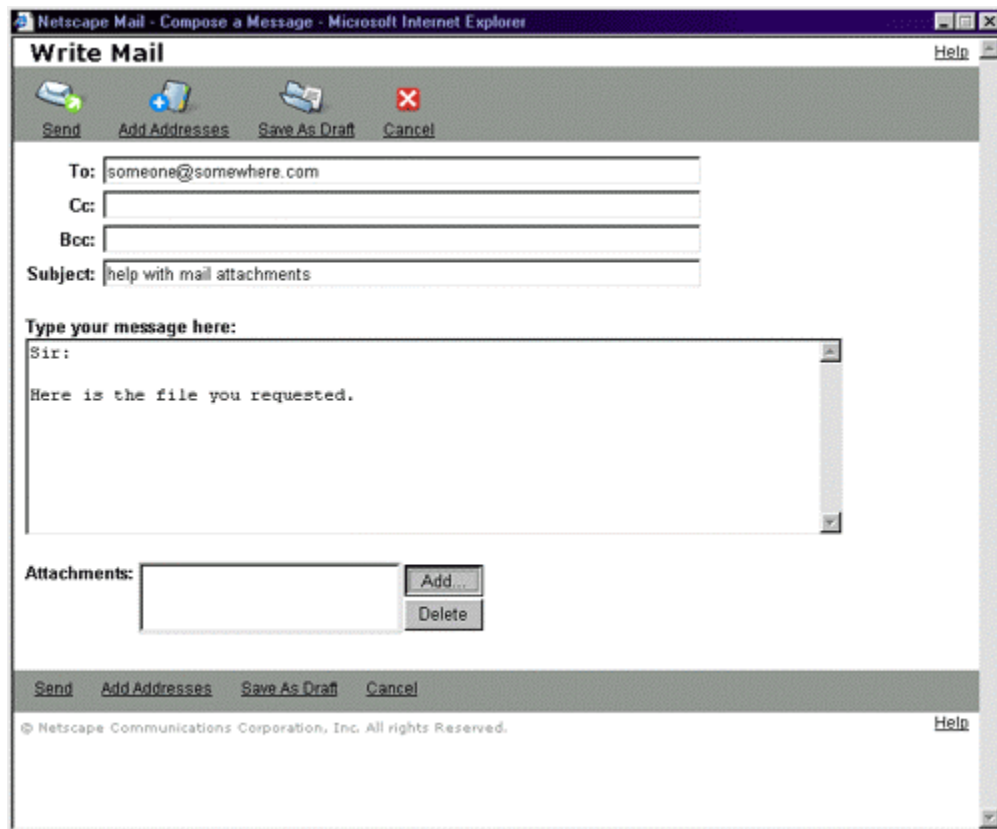 Netscape Mail - Compose a Message - Microsoft Internet Explorer
Write Mail Help
Send Add Addresses Save As Draft Cancel
To: someone@somewhere.com
Cc:
Bcc:
Subject: help with mail attachments
Type your message here:
Sir:
Here is the file you requested.
Attachments: Add...
Delete
Send Add Addresses Save As Draft Cancel
© Netscape Communications Corporation, Inc. All rights Reserved. Help